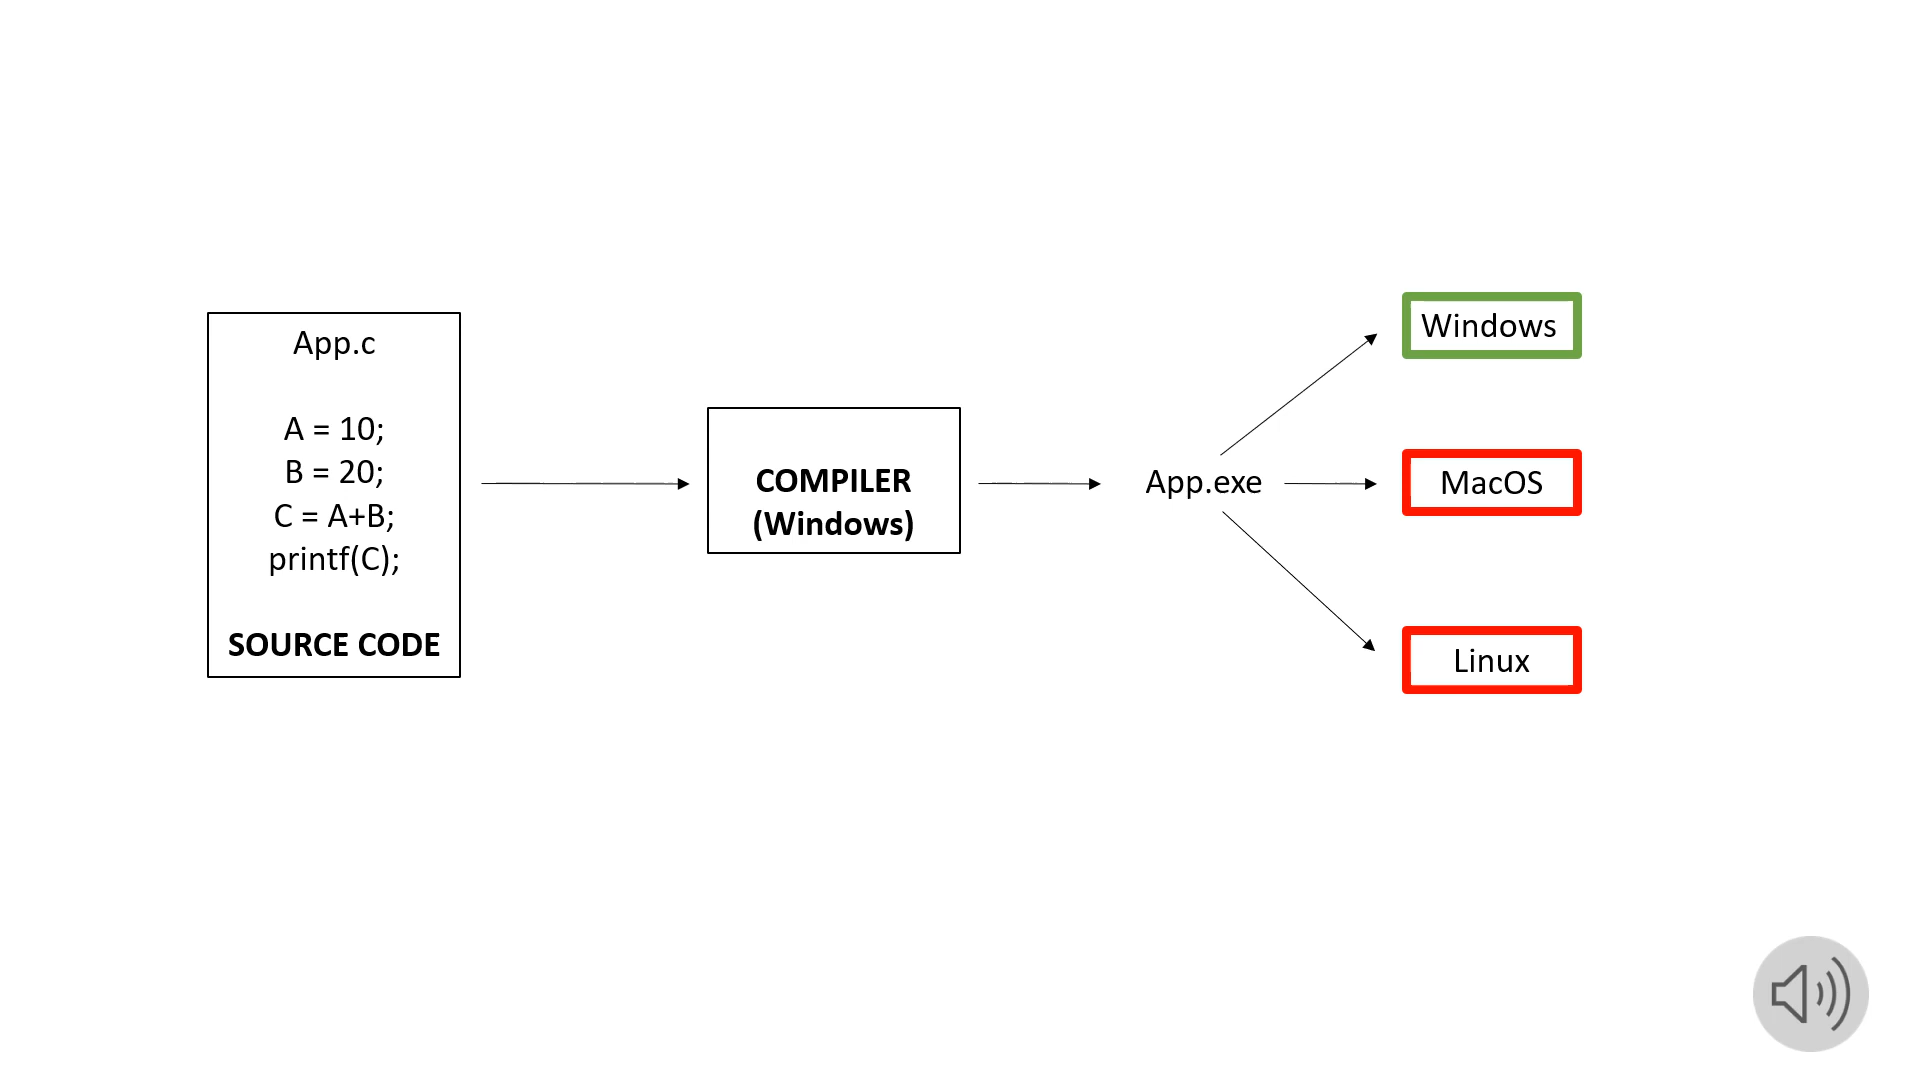 App.c
A = 10;
B = 20;
C = A+B;
printf(C);
SOURCE CODE
COMPILER
(Windows)
App.exe
Windows
MacOS
Linux